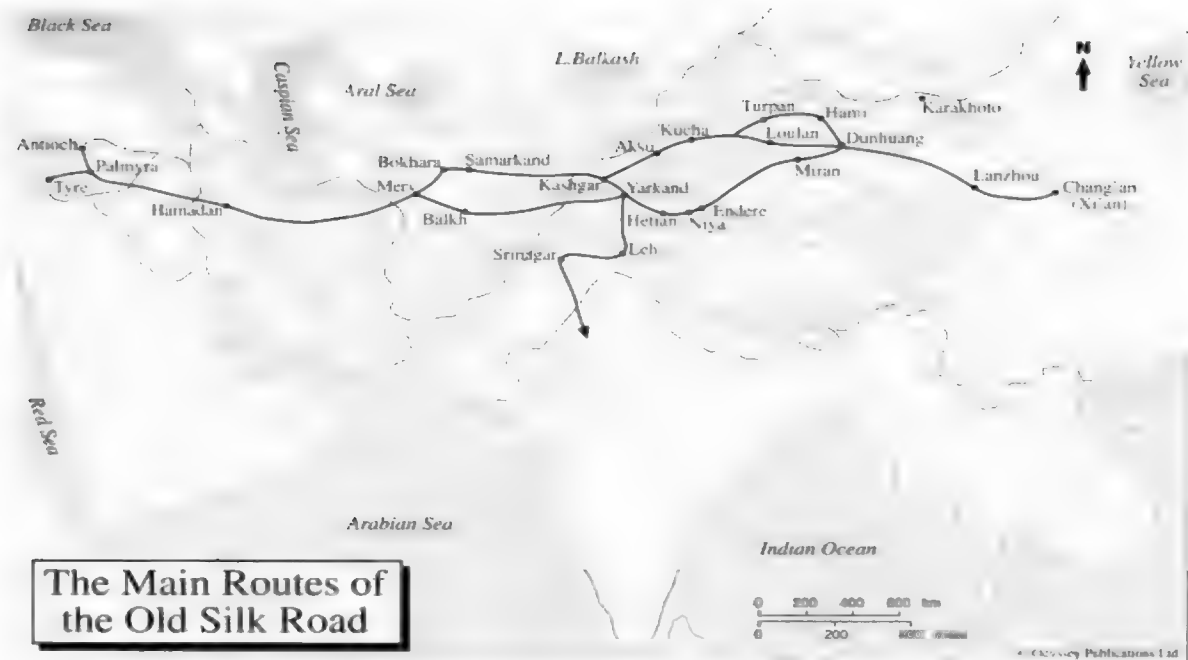 Black Sea
Caspian Sea
Aral Sea
L.Balkash
N
Yellow
Sea
Karakhoto
Turpan
Hami
Antioch
Palmyra
Tyre
Hamadan
Bokhara
Samarkand
Merv
Balkh
Kashgar
Aksu
Kucha
Loulan
Dunhuang
Miran
Yarkand
Hetian
Niya
Endere
Lanzhou
Chang'an
(Xi'an)
Srinagar
Leh
Red Sea
Arabian Sea
Indian Ocean
The Main Routes of
the Old Silk Road
0 200 400 600 km
0 200
© Odyssey Publications Ltd